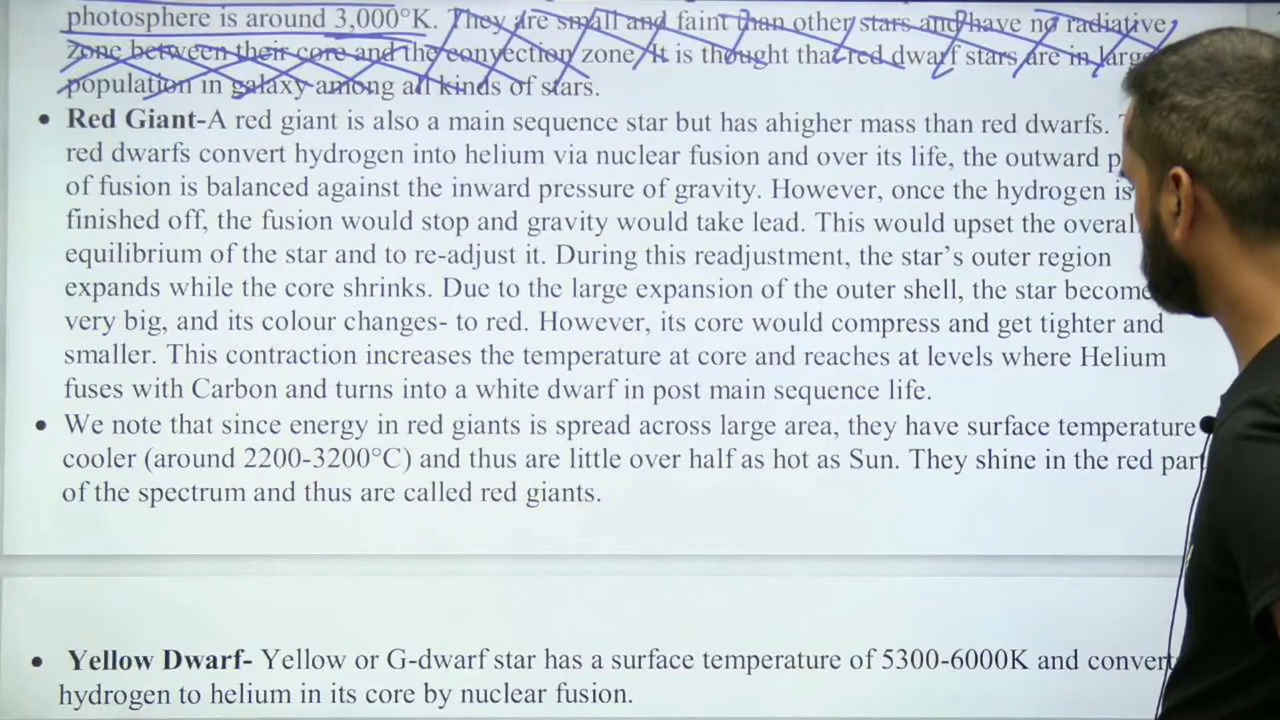 photosphere is around 3,000°K. They are small and faint than other stars and have no radiative
zone between their core and the convection zone. It is thought that red dwarf stars are in large
population in galaxy among all kinds of stars.
• Red Giant-A red giant is also a main sequence star but has ahigher mass than red dwarfs.
red dwarfs convert hydrogen into helium via nuclear fusion and over its life, the outward
of fusion is balanced against the inward pressure of gravity. However, once the hydrogen is
finished off, the fusion would stop and gravity would take lead. This would upset the overall
equilibrium of the star and to re-adjust it. During this readjustment, the star's outer region
expands while the core shrinks. Due to the large expansion of the outer shell, the star become
very big, and its colour changes- to red. However, its core would compress and get tighter and
smaller. This contraction increases the temperature at core and reaches at levels where Helium
fuses with Carbon and turns into a white dwarf in post main sequence life.
• We note that since energy in red giants is spread across large area, they have surface temperature
cooler (around 2200-3200°C) and thus are little over half as hot as Sun. They shine in the red part
of the spectrum and thus are called red giants.
• Yellow Dwarf- Yellow or G-dwarf star has a surface temperature of 5300-6000K and convert
hydrogen to helium in its core by nuclear fusion.